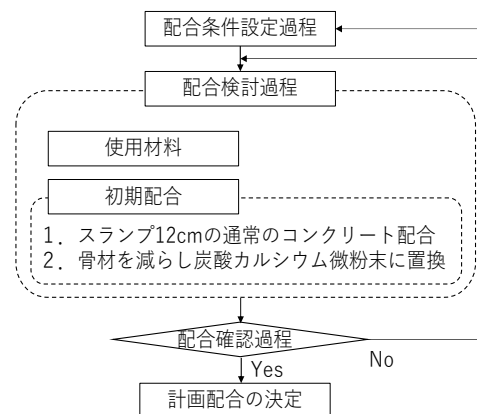 配合条件設定過程
配合検討過程
使用材料
初期配合
1．スランプ12cmの通常のコンクリート配合
2．骨材を減らし炭酸カルシウム微粉末に置換
配合確認過程
No
Yes
計画配合の決定